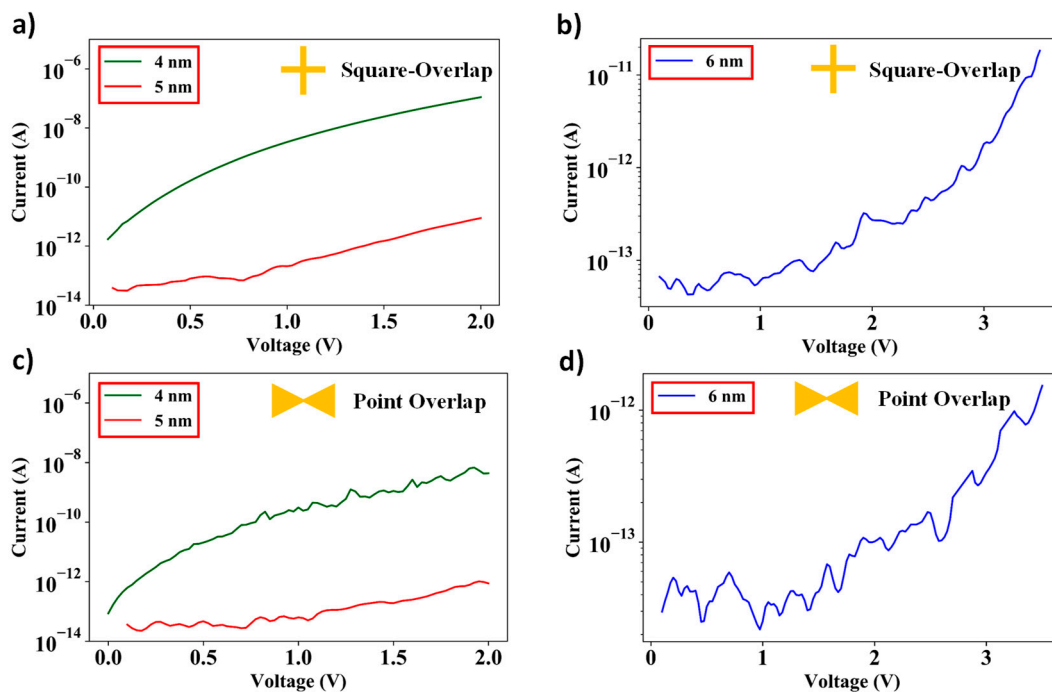 a)
4 nm
5 nm
Square-Overlap
Current (A)
10⁻⁶
10⁻⁸
10⁻¹⁰
10⁻¹²
10⁻¹⁴
0.0 0.5 1.0 1.5 2.0
Voltage (V)
b)
6 nm
Square-Overlap
Current (A)
10⁻¹¹
10⁻¹²
10⁻¹³
0 1 2 3
Voltage (V)
c)
4 nm
5 nm
Point Overlap
Current (A)
10⁻⁶
10⁻⁸
10⁻¹⁰
10⁻¹²
10⁻¹⁴
0.0 0.5 1.0 1.5 2.0
Voltage (V)
d)
6 nm
Point Overlap
Current (A)
10⁻¹²
10⁻¹³
0 1 2 3
Voltage (V)